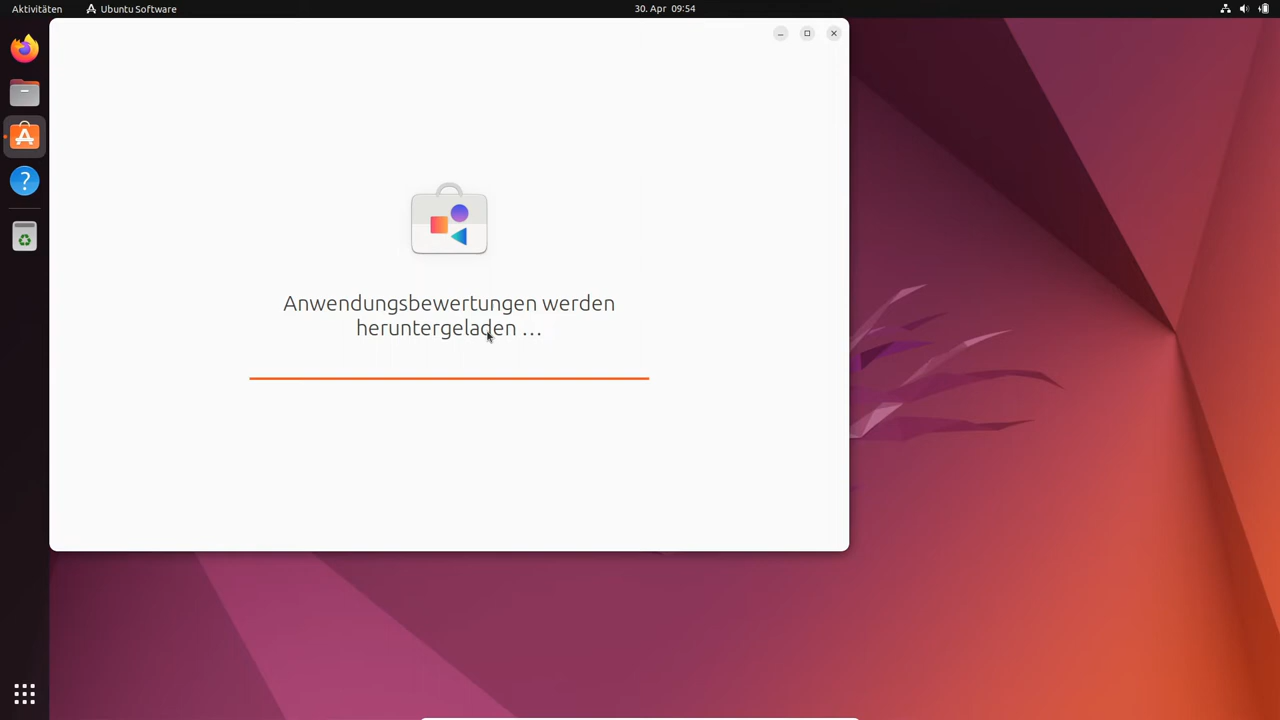 Aktivitäten
Ubuntu Software
30. Apr 09:54
Anwendungsbewertungen werden
heruntergeladen …